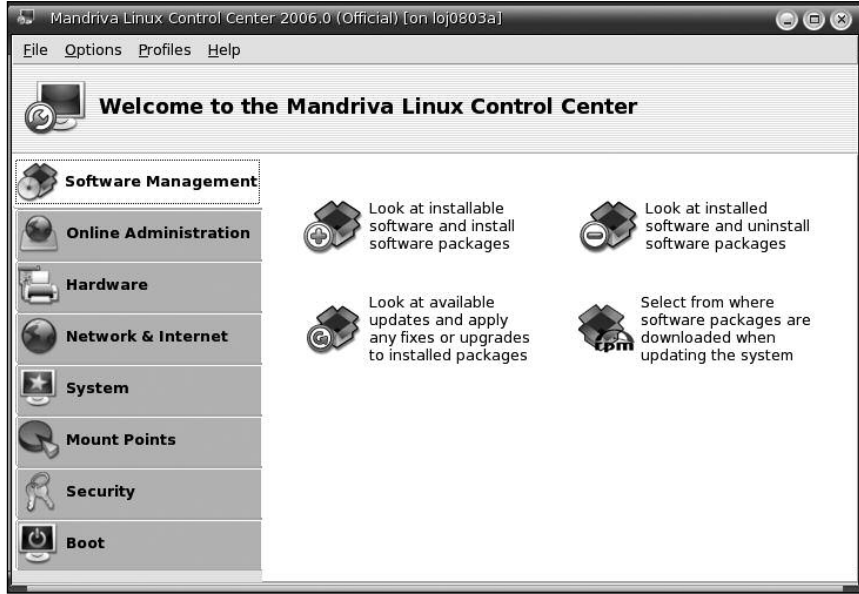 Mandriva Linux Control Center 2006.0 (Official) [on loj0803a]
File Options Profiles Help
Welcome to the Mandriva Linux Control Center
Software Management
Online Administration
Hardware
Network & Internet
System
Mount Points
Security
Boot
Look at installable
software and install
software packages
Look at installed
software and uninstall
software packages
Look at available
updates and apply
any fixes or upgrades
to installed packages
rpm
Select from where
software packages are
downloaded when
updating the system